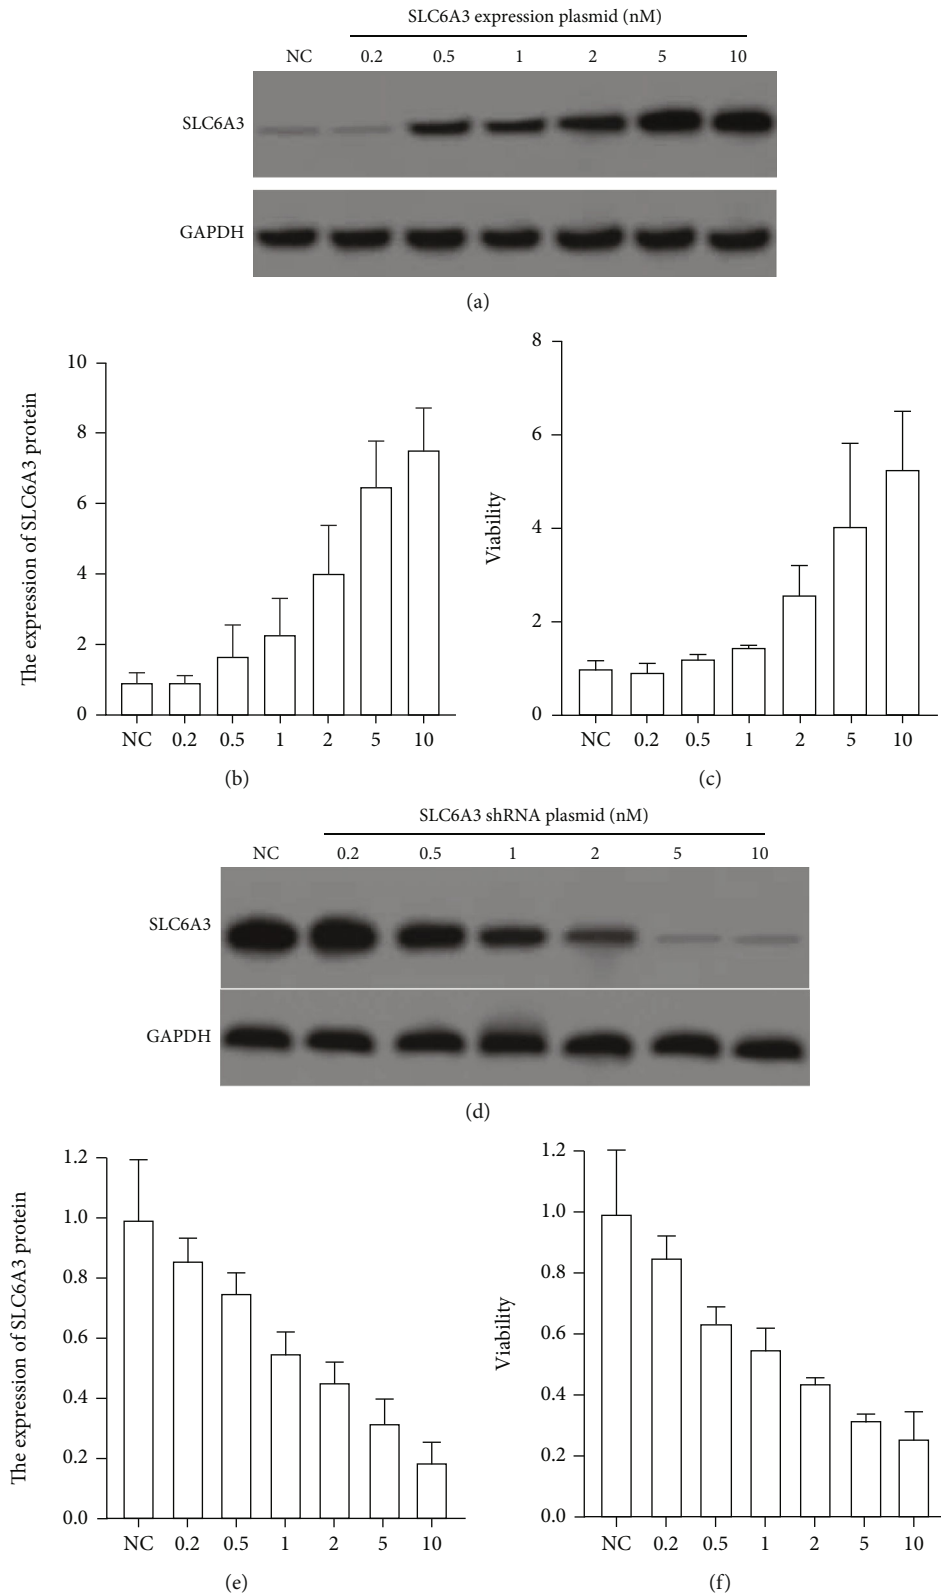 SLC6A3 expression plasmid (nM)
NC 0.2 0.5 1 2 5 10
SLC6A3
GAPDH
(a)
The expression of SLC6A3 protein
10
8
6
4
2
0
NC 0.2 0.5 1 2 5 10
(b)
Viability
8
6
4
2
0
NC 0.2 0.5 1 2 5 10
(c)
SLC6A3 shRNA plasmid (nM)
NC 0.2 0.5 1 2 5 10
SLC6A3
GAPDH
(d)
The expression of SLC6A3 protein
1.2
1.0
0.8
0.6
0.4
0.2
0.0
NC 0.2 0.5 1 2 5 10
(e)
Viability
1.2
1.0
0.8
0.6
0.4
0.2
0.0
NC 0.2 0.5 1 2 5 10
(f)